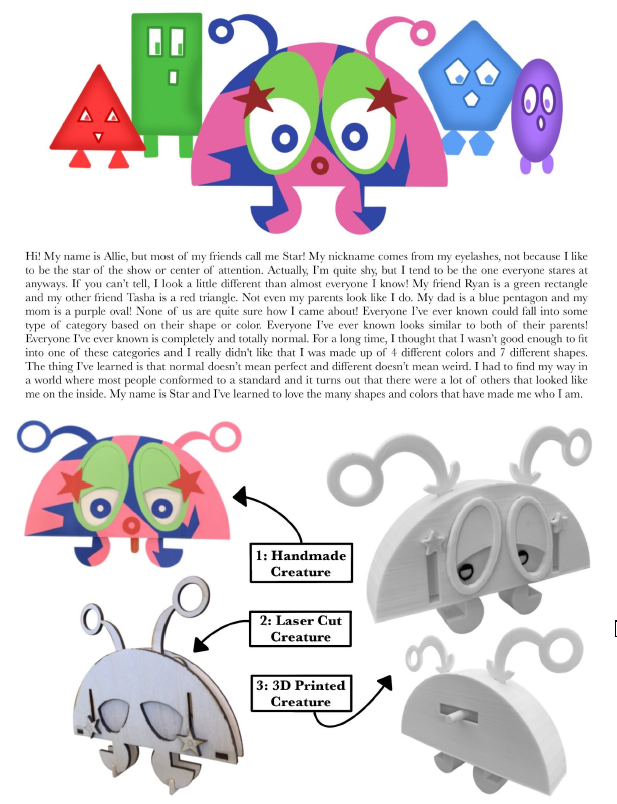 Hi! My name is Allie, but most of my friends call me Star! My nickname comes from my eyelashes, not because I like
to be the star of the show or center of attention. Actually, I'm quite shy, but I tend to be the one everyone stares at
anyways. If you can't tell, I look a little different than almost everyone I know! My friend Ryan is a green rectangle
and my other friend Tasha is a red triangle. Not even my parents look like I do. My dad is a blue pentagon and my
mom is a purple oval! None of us are quite sure how I came about! Everyone I've ever known could fall into some
type of category based on their shape or color. Everyone I've ever known looks similar to both of their parents!
Everyone I've ever known is completely and totally normal. For a long time, I thought that I wasn't good enough to fit
into one of these categories and I really didn't like that I was made up of 4 different colors and 7 different shapes.
The thing I've learned is that normal doesn't mean perfect and different doesn't mean weird. I had to find my way in
a world where most people conformed to a standard and it turns out that there were a lot of others that looked like
me on the inside. My name is Star and I've learned to love the many shapes and colors that have made me who I am.
1: Handmade
Creature
2: Laser Cut
Creature
3: 3D Printed
Creature